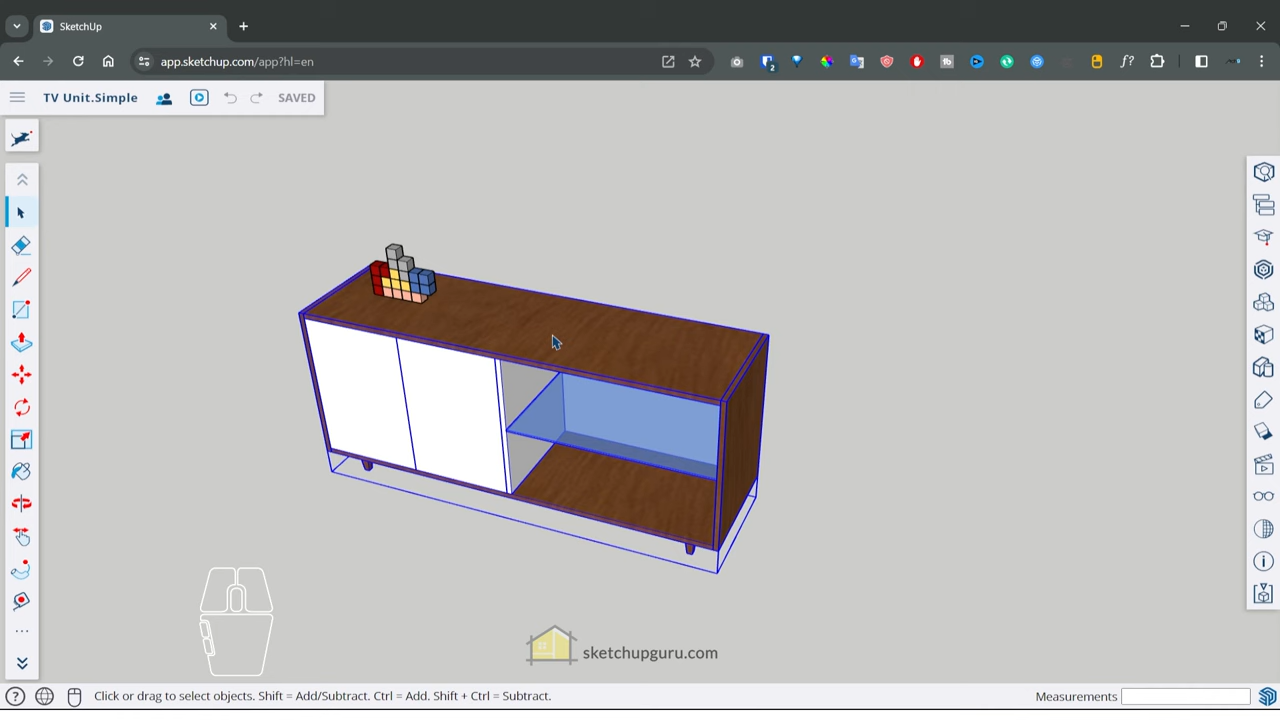 SketchUp
app.sketchup.com/app?hl=en
2
f?
TV Unit.Simple
SAVED
sketchupguru.com
Click or drag to select objects. Shift = Add/Subtract. Ctrl = Add. Shift + Ctrl = Subtract.
Measurements